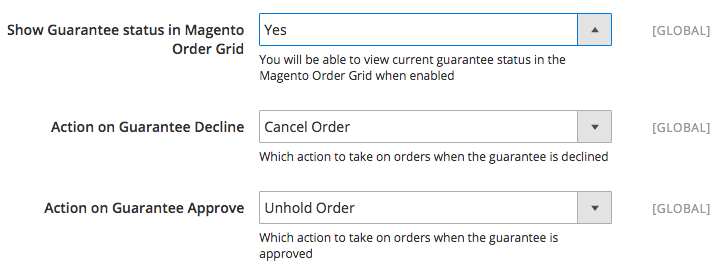 Show Guarantee status in Magento Order Grid
Yes
[GLOBAL]
You will be able to view current guarantee status in the
Magento Order Grid when enabled
Action on Guarantee Decline
Cancel Order
[GLOBAL]
Which action to take on orders when the guarantee is declined
Action on Guarantee Approve
Unhold Order
[GLOBAL]
Which action to take on orders when the guarantee is
approved